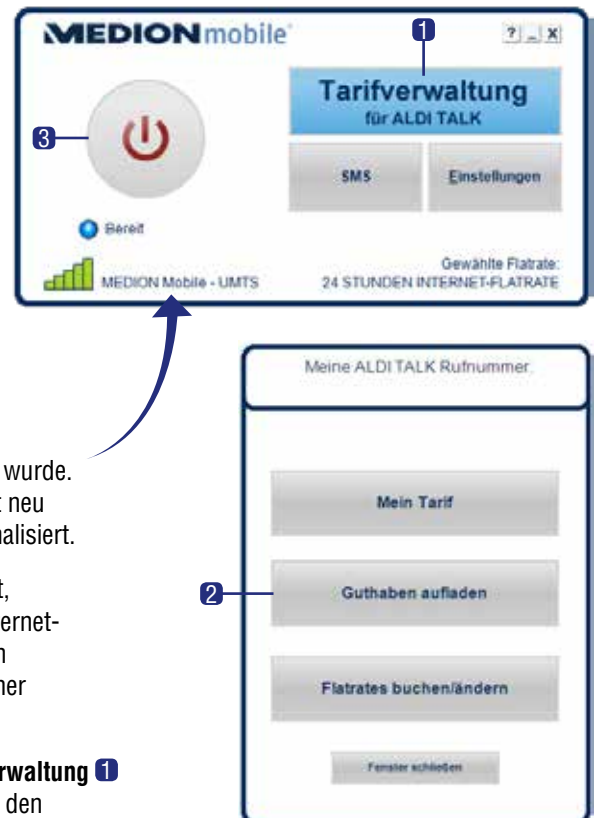 MEDION mobile
? _ X
1
Tarifverwaltung
für ALDI TALK
3
SMS
Einstellungen
Bereit
MEDION Mobile - UMTS
Gewählte Flatrate:
24 STUNDEN INTERNET-FLATRATE
Meine ALDI TALK Rufnummer:
wurde.
neu
alisiert.
Mein Tarif
2
Guthaben aufladen
ernet-
ner
Flatrates buchen/ändern
rwaltung 1
den
Fenster schließen